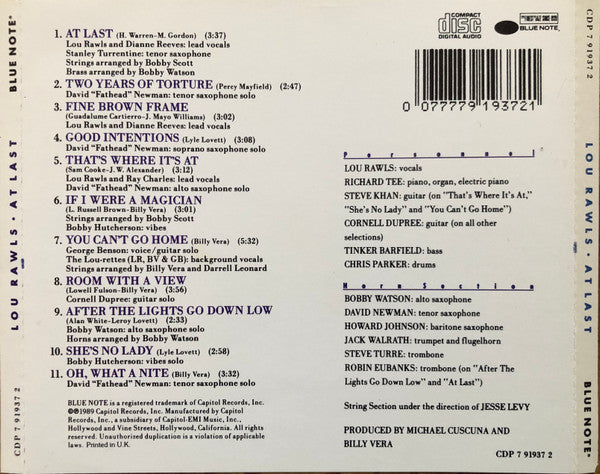 BLUE NOTE®
LOU RAWLS • AT LAST
CDP 7 91937 2
1. AT LAST (H. Warren–M. Gordon) (3:37)
Lou Rawls and Dianne Reeves: lead vocals
Stanley Turrentine: tenor saxophone
Strings arranged by Bobby Scott
Brass arranged by Bobby Watson
2. TWO YEARS OF TORTURE (Percy Mayfield) (2:47)
David "Fathead" Newman: tenor saxophone solo
3. FINE BROWN FRAME
(Guadalume Cartierro–J. Mayo Williams) (3:02)
Lou Rawls and Dianne Reeves: lead vocals
4. GOOD INTENTIONS (Lyle Lovett) (3:08)
David "Fathead" Newman: soprano saxophone solo
5. THAT'S WHERE IT'S AT
(Sam Cooke–J.W. Alexander) (3:12)
Lou Rawls and Ray Charles: lead vocals
David "Fathead" Newman: alto saxophone solo
6. IF I WERE A MAGICIAN
(L. Russell Brown–Billy Vera) (3:01)
Strings arranged by Bobby Scott
Bobby Hutcherson: vibes
7. YOU CAN'T GO HOME (Billy Vera) (5:32)
George Benson: voice/guitar solo
The Lou-rettes (LR, BV & GB): background vocals
Strings arranged by Billy Vera and Darrell Leonard
8. ROOM WITH A VIEW
(Lowell Fulson–Billy Vera) (3:56)
Cornell Dupree: guitar solo
9. AFTER THE LIGHTS GO DOWN LOW
(Alan White–Leroy Lovett) (2:33)
Bobby Watson: alto saxophone solo
Horns arranged by Bobby Watson
10. SHE'S NO LADY (Lyle Lovett) (2:58)
Bobby Hutcherson: vibes solo
11. OH, WHAT A NITE (Billy Vera) (3:32)
David "Fathead" Newman: tenor saxophone solo
BLUE NOTE is a registered trademark of Capitol Records, Inc.
©℗1989 Capitol Records, Inc. Manufactured by Capitol
Records, Inc., a subsidiary of Capitol-EMI Music, Inc.,
Hollywood and Vine Streets, Hollywood, California. All rights
reserved. Unauthorized duplication is a violation of applicable
laws. Printed in U.K.
COMPACT
disc
DIGITAL AUDIO
BLUE NOTE
0 077779 193721
Personnel
LOU RAWLS: vocals
RICHARD TEE: piano, organ, electric piano
STEVE KHAN: guitar (on "That's Where It's At,"
"She's No Lady" and "You Can't Go Home")
CORNELL DUPREE: guitar (on all other
selections)
TINKER BARFIELD: bass
CHRIS PARKER: drums
Horn Section
BOBBY WATSON: alto saxophone
DAVID NEWMAN: tenor saxophone
HOWARD JOHNSON: baritone saxophone
JACK WALRATH: trumpet and flugelhorn
STEVE TURRE: trombone
ROBIN EUBANKS: trombone (on "After The
Lights Go Down Low" and "At Last")
String Section under the direction of JESSE LEVY
PRODUCED BY MICHAEL CUSCUNA and
BILLY VERA
CDP 7 91937 2
CDP 7 91937 2
LOU RAWLS • AT LAST
BLUE NOTE®